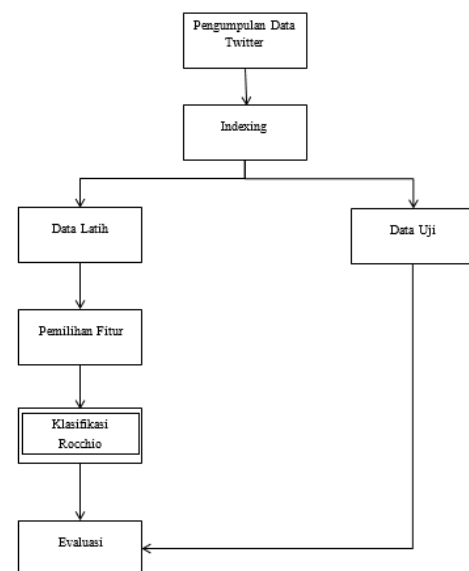 Pengumpulan Data
Twitter
Indexing
Data Latih
Data Uji
Pemilihan Fitur
Klasifikasi
Rocchio
Evaluasi